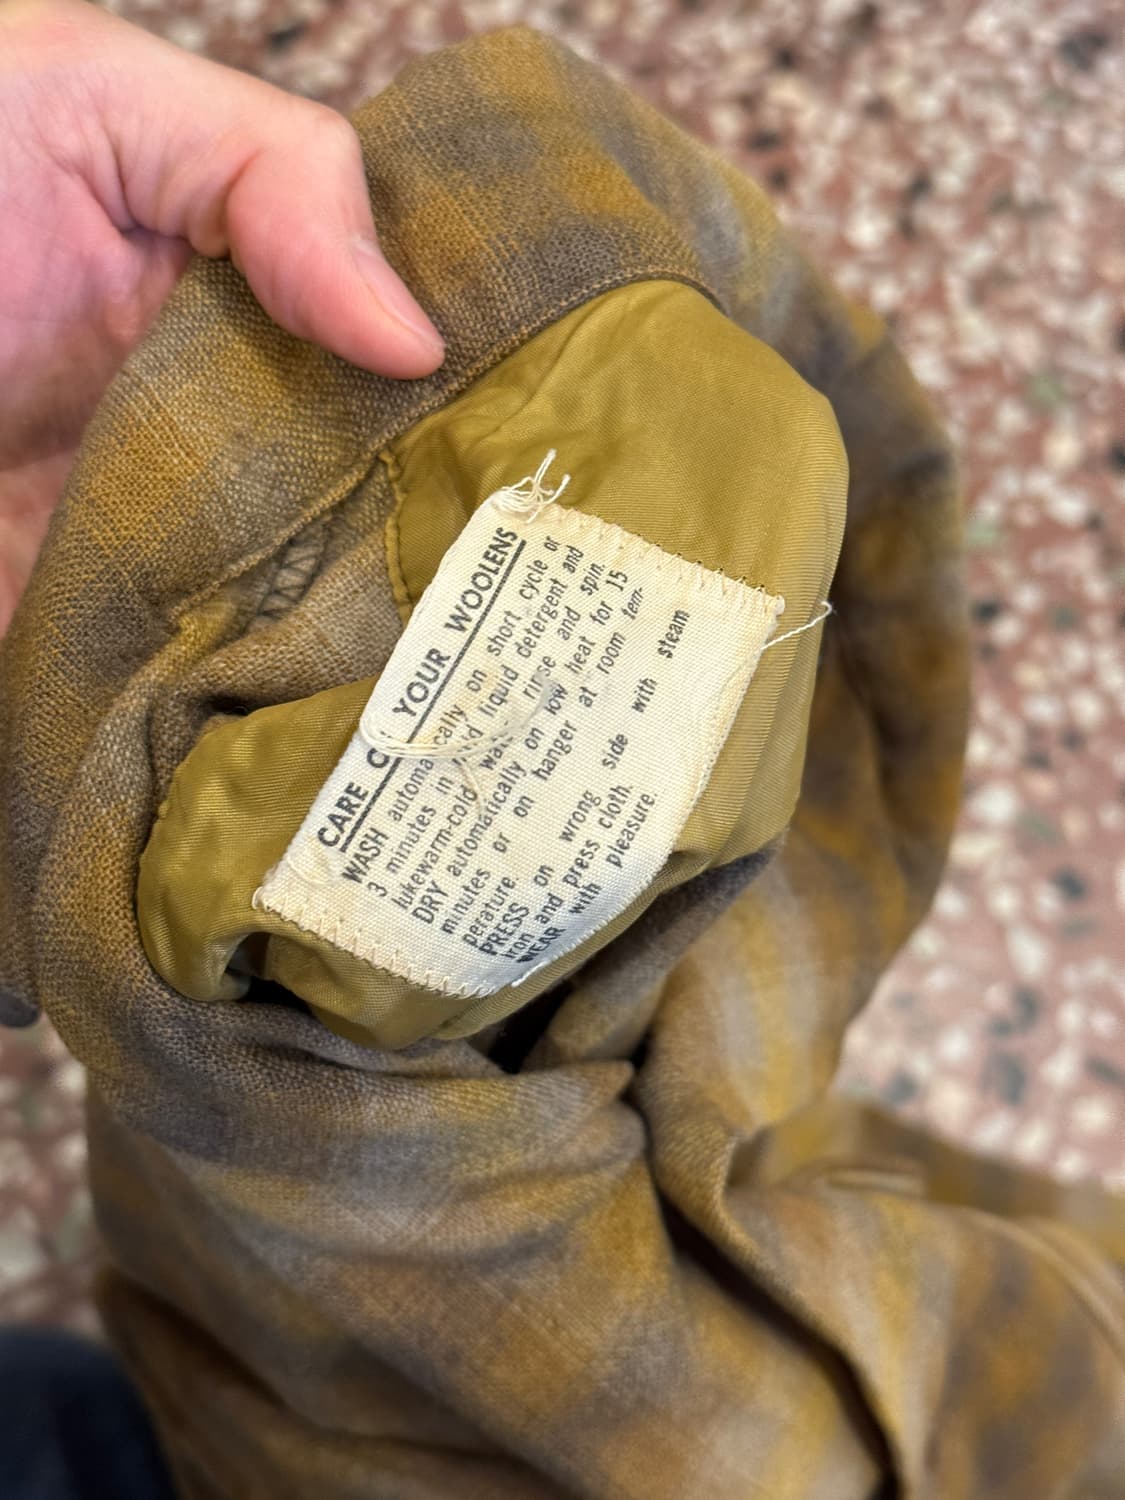 CARE OF YOUR WOOLENS
WASH automatically on short cycle or
3 minutes in mild liquid detergent and
lukewarm-cold water rinse and spin.
DRY automatically on low heat for 15
minutes or on hanger at room tem-
perature
PRESS on wrong side with steam
iron and press cloth.
WEAR with pleasure.